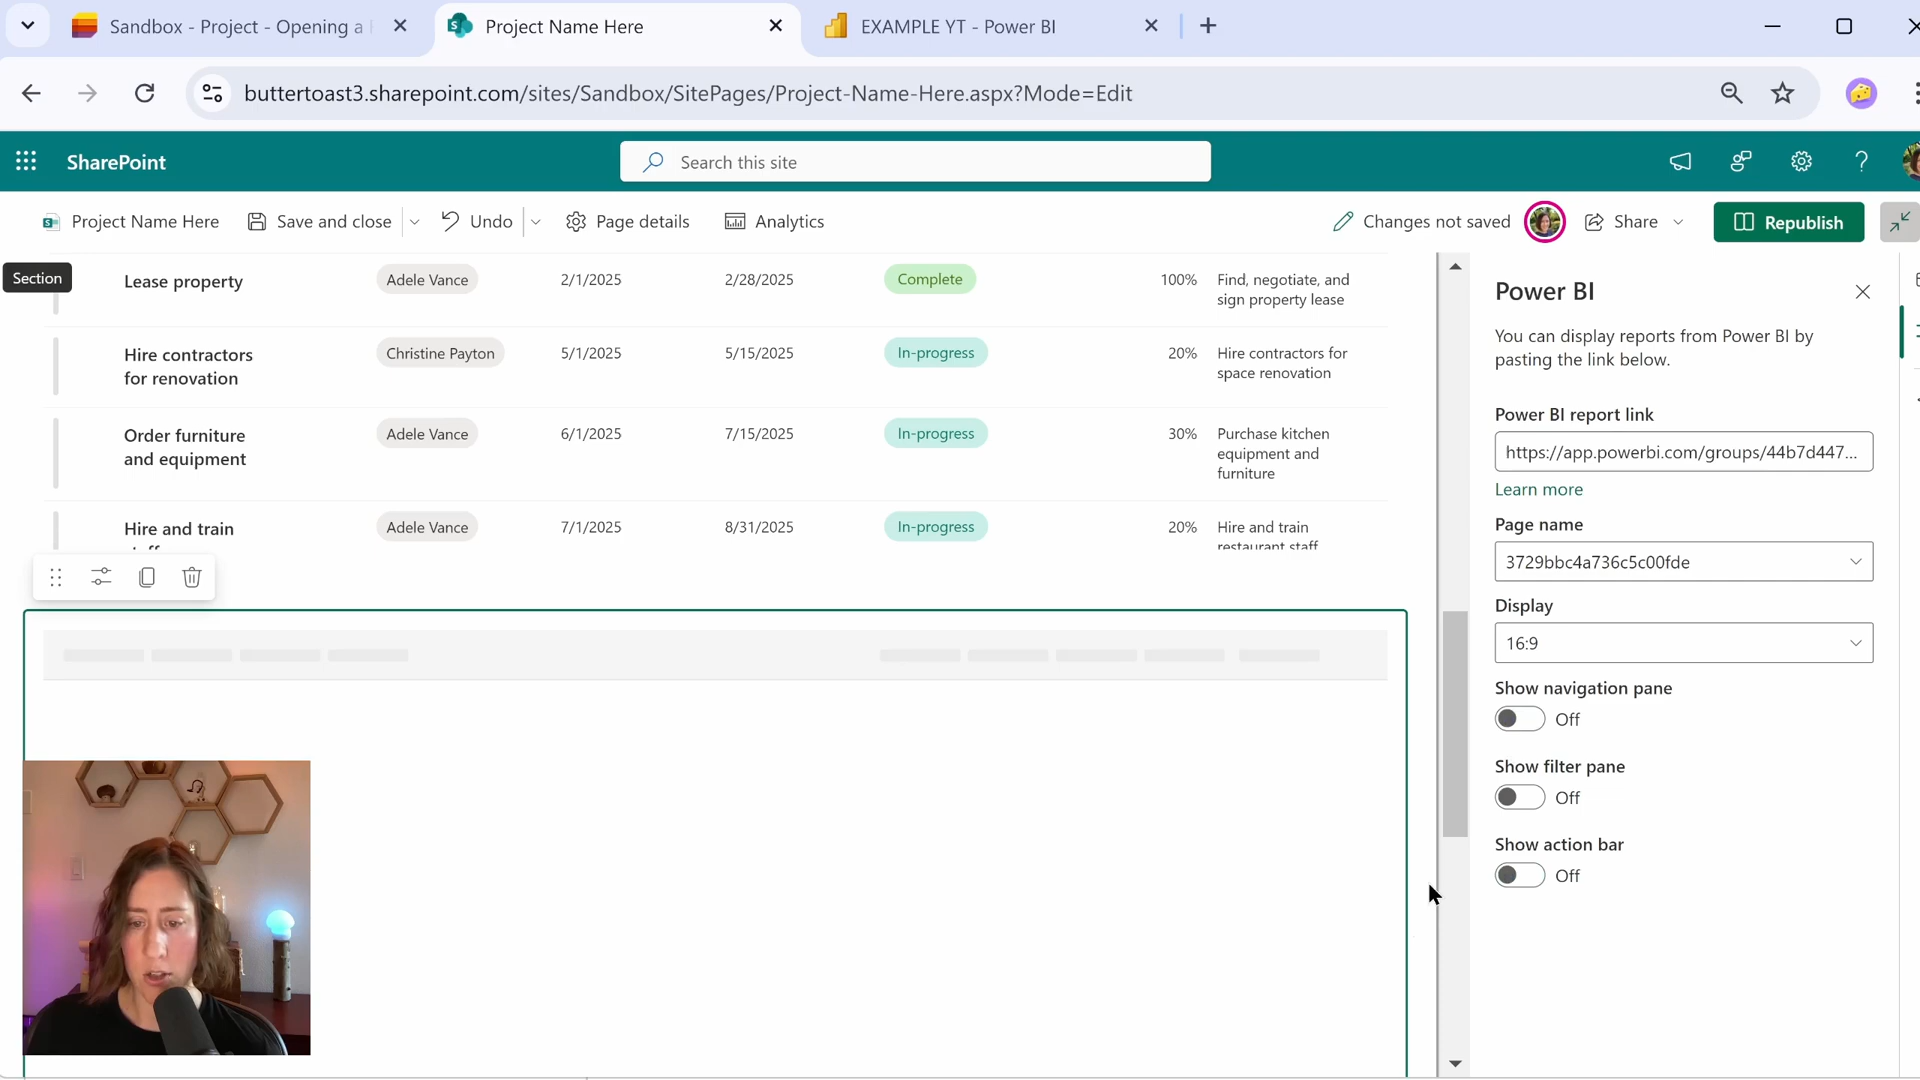 Sandbox - Project - Opening a
Project Name Here
EXAMPLE YT - Power BI
buttertoast3.sharepoint.com/sites/Sandbox/SitePages/Project-Name-Here.aspx?Mode=Edit
SharePoint
Search this site
Project Name Here
Save and close
Undo
Page details
Analytics
Changes not saved
Share
Republish
Section
Lease property
Adele Vance
2/1/2025
2/28/2025
Complete
100%
Find, negotiate, and
sign property lease
Hire contractors
for renovation
Christine Payton
5/1/2025
5/15/2025
In-progress
20%
Hire contractors for
space renovation
Order furniture
and equipment
Adele Vance
6/1/2025
7/15/2025
In-progress
30%
Purchase kitchen
equipment and
furniture
Hire and train
Adele Vance
7/1/2025
8/31/2025
In-progress
20%
Hire and train
restaurant staff
Power BI
You can display reports from Power BI by
pasting the link below.
Power BI report link
https://app.powerbi.com/groups/44b7d447...
Learn more
Page name
3729bbc4a736c5c00fde
Display
16:9
Show navigation pane
Off
Show filter pane
Off
Show action bar
Off